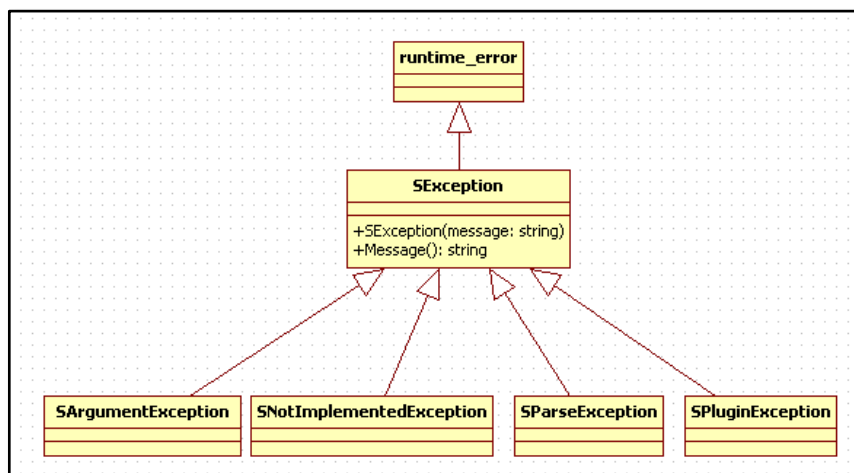 runtime_error
SException
+SException(message: string)
+Message(): string
SArgumentException
SNotImplementedException
SParseException
SPluginException